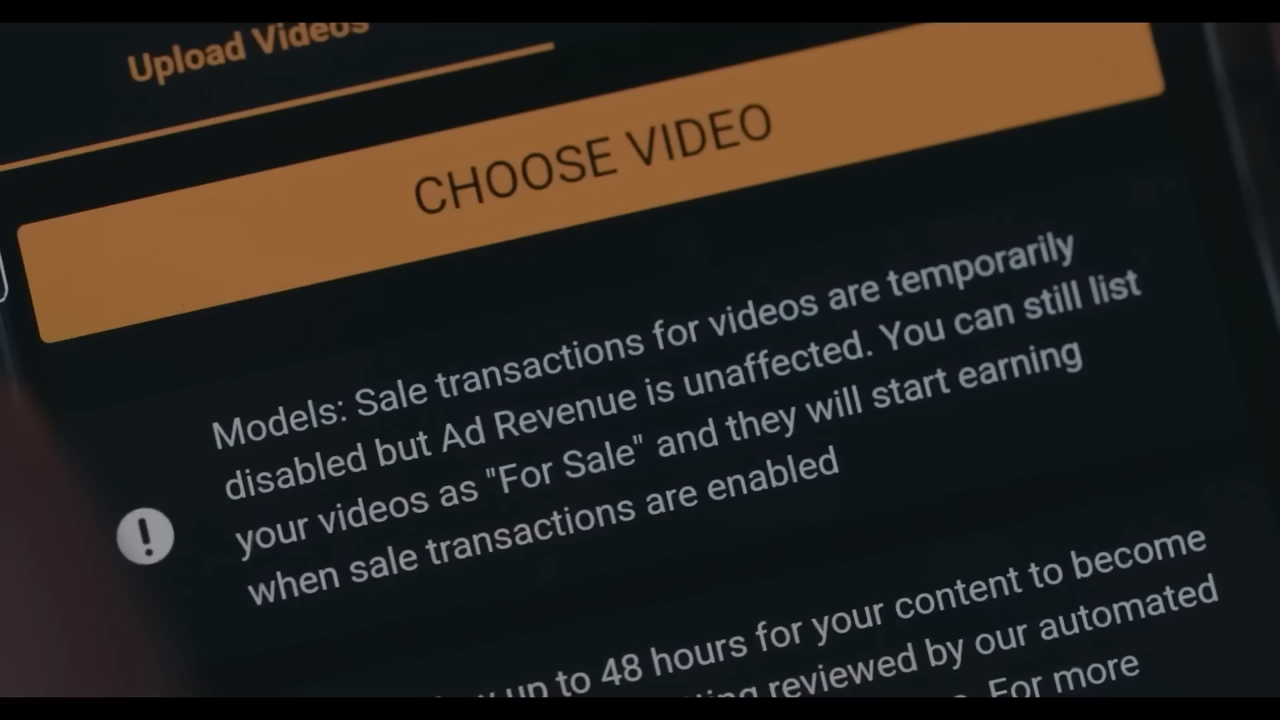 Upload Videos
CHOOSE VIDEO
Models: Sale transactions for videos are temporarily
disabled but Ad Revenue is unaffected. You can still list
your videos as "For Sale" and they will start earning
when sale transactions are enabled
up to 48 hours for your content to become
reviewed by our automated
For more